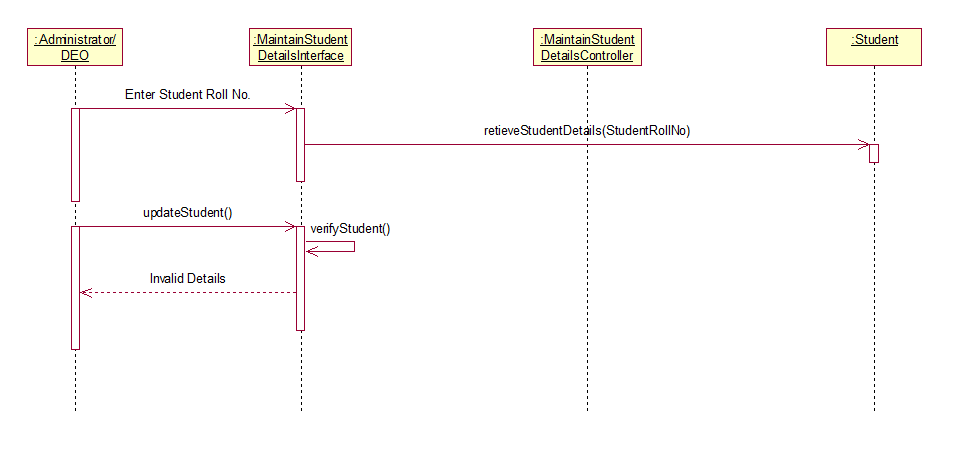 :Administrator/
DEO
:MaintainStudent
DetailsInterface
:MaintainStudent
DetailsController
:Student
Enter Student Roll No.
retieveStudentDetails(StudentRollNo)
updateStudent()
verifyStudent()
Invalid Details